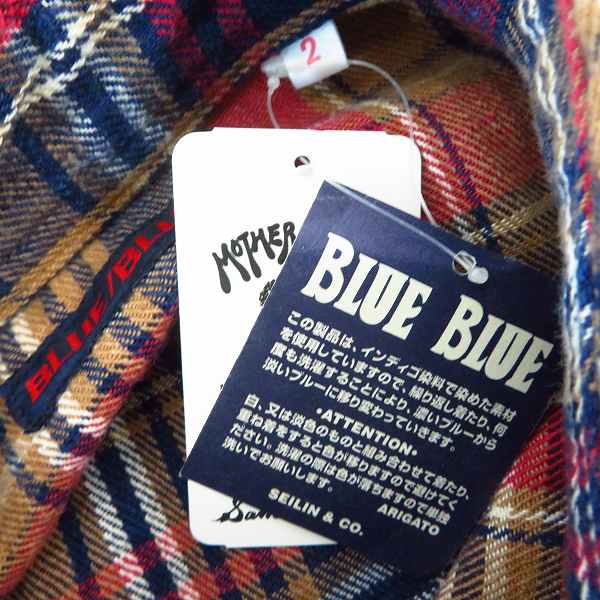 2
MOTHER
BLUE/BLU
BLUE BLUE
この製品は、インディゴ染料で染めた素材
を使用していますので、繰り返し着たり、何
度も洗濯することにより、濃いブルーから
淡いブルーに移り変わっていきます。
•ATTENTION•
白、又は淡色のものと組み合わせて着たり、
重ね着をすると色が移りますので避けてく
ださい。洗濯の際は色が落ちますので単独
洗いでお願いします。
ARIGATO
SEILIN & CO.